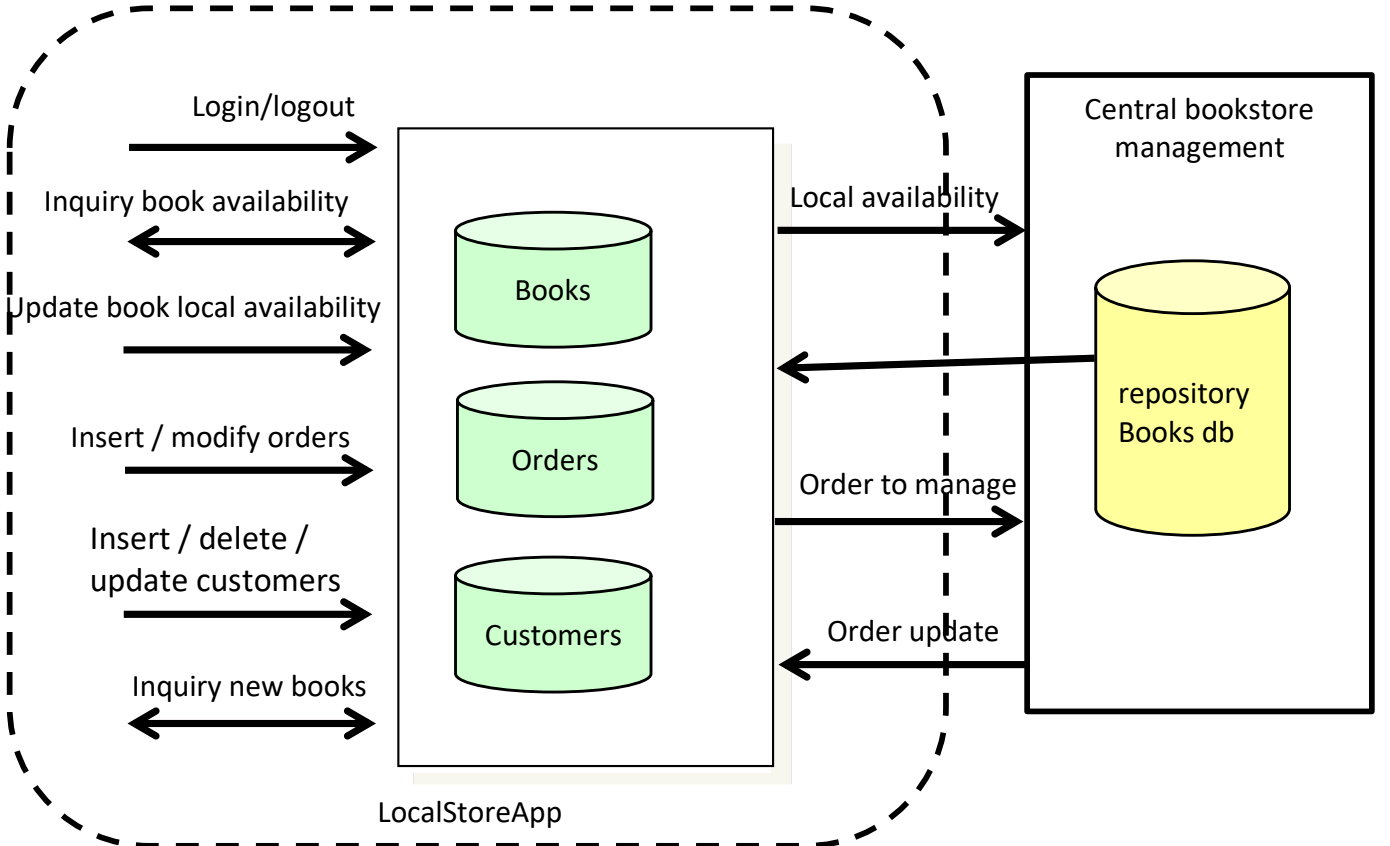 Login/logout
Inquiry book availability
Update book local availability
Insert / modify orders
Insert / delete /
update customers
Inquiry new books
Books
Orders
Customers
LocalStoreApp
Local availability
Order to manage
Order update
Central bookstore
management
repository
Books db